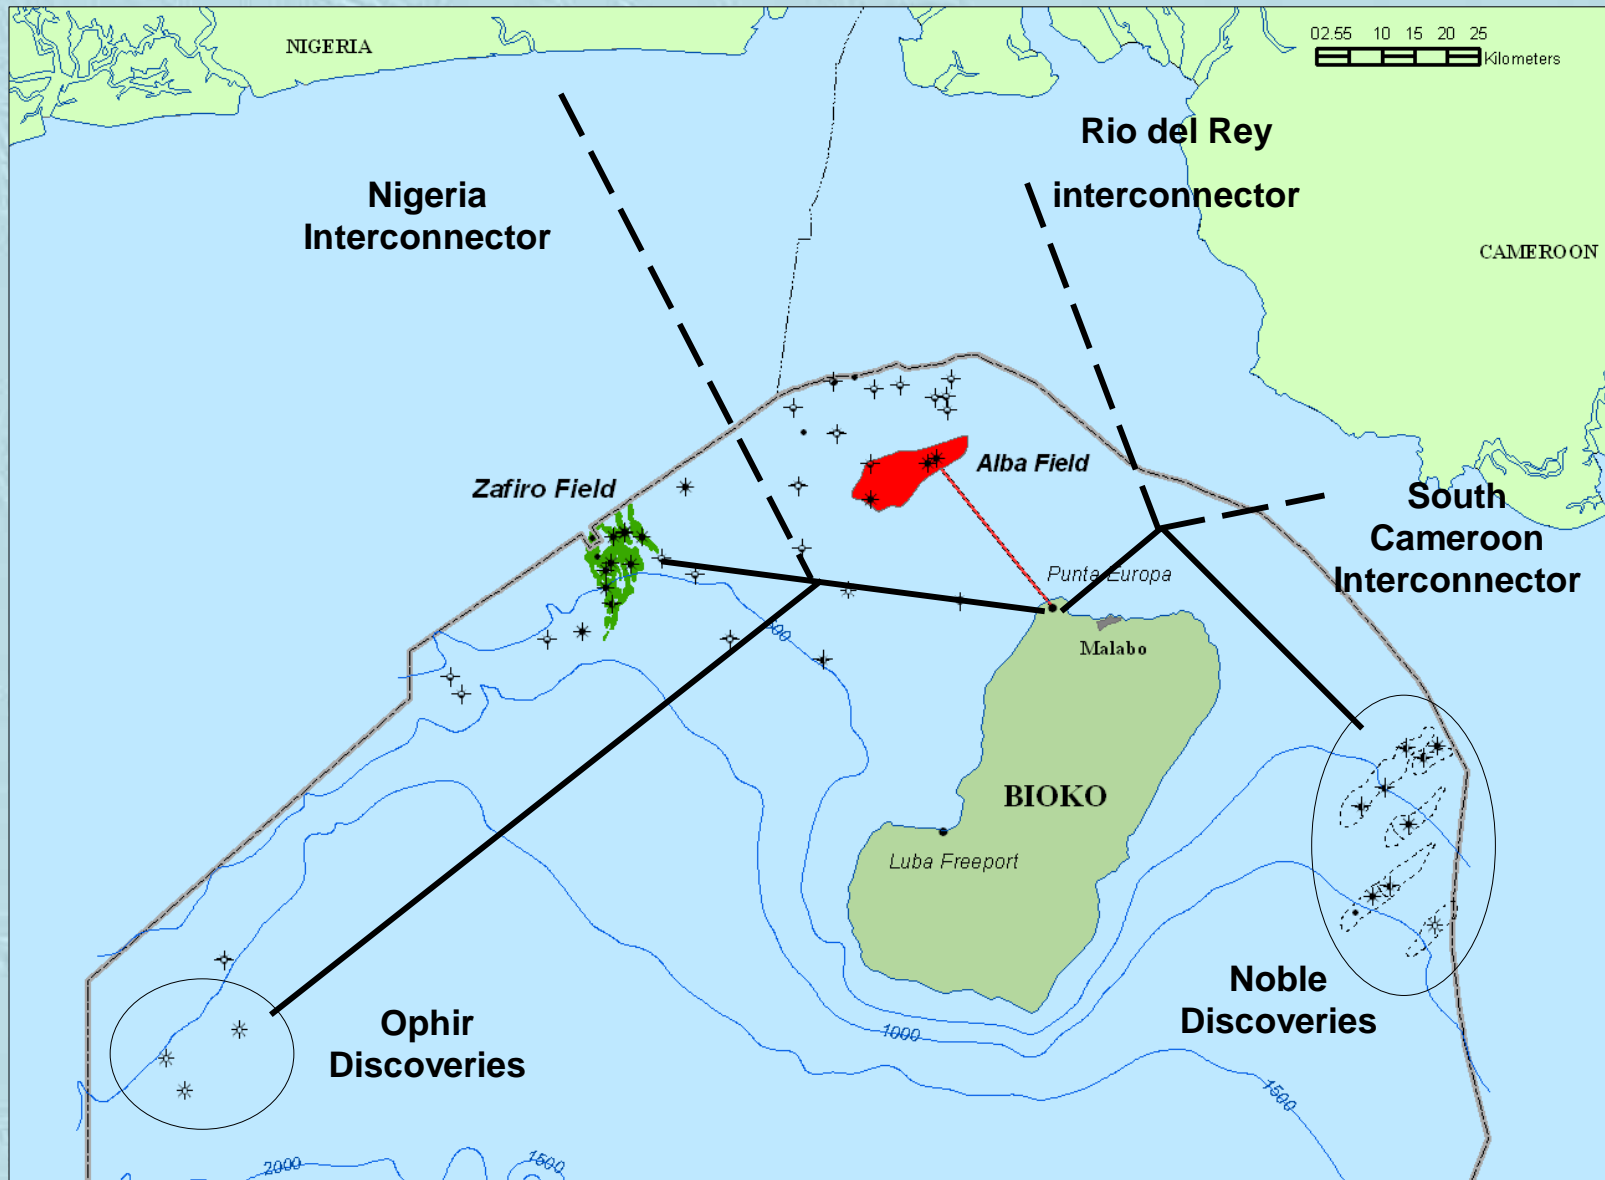 NIGERIA
02.55 10 15 20 25
Kilometers
Rio del Rey
interconnector
Nigeria
Interconnector
CAMEROON
Alba Field
Zafiro Field
South
Cameroon
Interconnector
Punta Europa
500
Malabo
BIOKO
Luba Freeport
Noble
Discoveries
Ophir
Discoveries
1000
1500
1500
2000